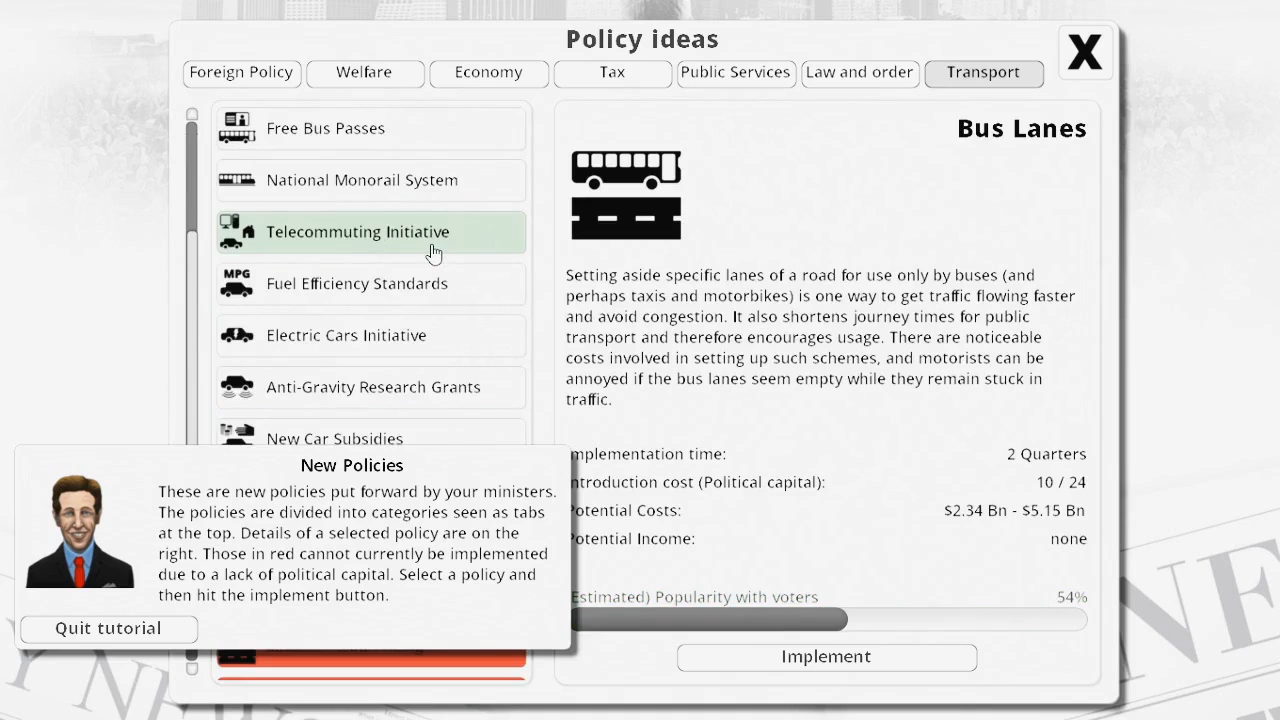 Policy ideas
X
Foreign Policy
Welfare
Economy
Tax
Public Services
Law and order
Transport
Free Bus Passes
National Monorail System
Telecommuting Initiative
MPG
Fuel Efficiency Standards
Electric Cars Initiative
Anti-Gravity Research Grants
New Car Subsidies
Bus Lanes
Setting aside specific lanes of a road for use only by buses (and
perhaps taxis and motorbikes) is one way to get traffic flowing faster
and avoid congestion. It also shortens journey times for public
transport and therefore encourages usage. There are noticeable
costs involved in setting up such schemes, and motorists can be
annoyed if the bus lanes seem empty while they remain stuck in
traffic.
mplementation time: 2 Quarters
ntroduction cost (Political capital): 10 / 24
Potential Costs: $2.34 Bn - $5.15 Bn
Potential Income: none
Estimated) Popularity with voters 54%
Implement
New Policies
These are new policies put forward by your ministers.
The policies are divided into categories seen as tabs
at the top. Details of a selected policy are on the
right. Those in red cannot currently be implemented
due to a lack of political capital. Select a policy and
then hit the implement button.
Quit tutorial